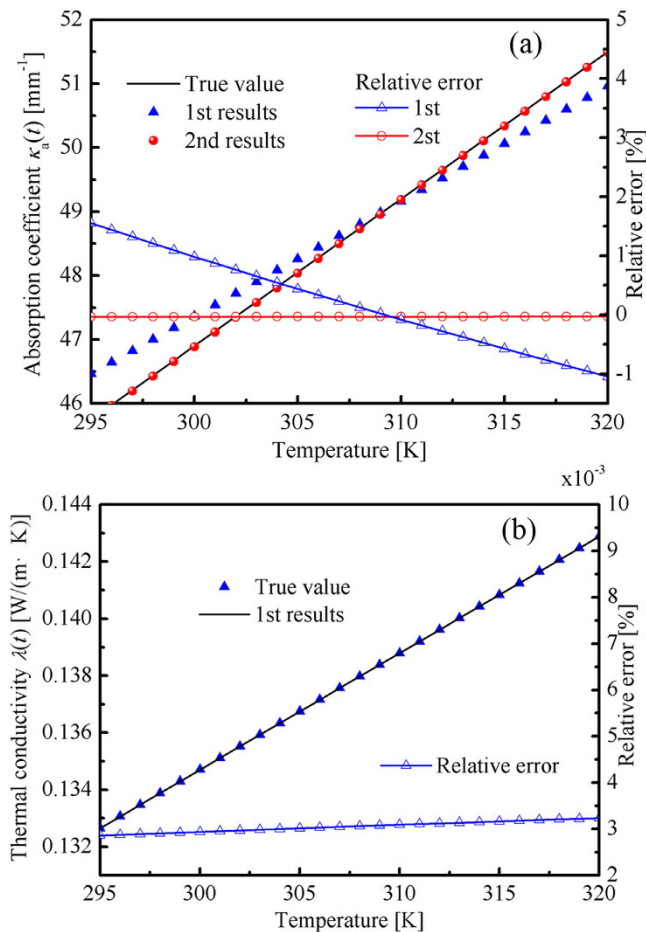 52
51
50
49
48
47
46
Absorption coefficient κa(t) [mm-1]
(a)
True value
1st results
2nd results
Relative error
1st
2st
5
4
3
2
1
0
-1
Relative error [%]
295 300 305 310 315 320
Temperature [K]
x10-3
0.144
0.142
0.140
0.138
0.136
0.133
0.132
Thermal conductivity λ(t) [W/(m· K)]
(b)
True value
1st results
Relative error
10
9
8
7
6
5
4
3
2
Relative error [%]
295 300 305 310 315 320
Temperature [K]